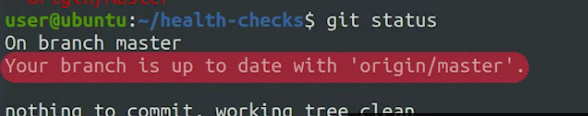 user@ubuntu:~/health-checks$ git status
On branch master
Your branch is up to date with 'origin/master'.
nothing to commit, working tree clean